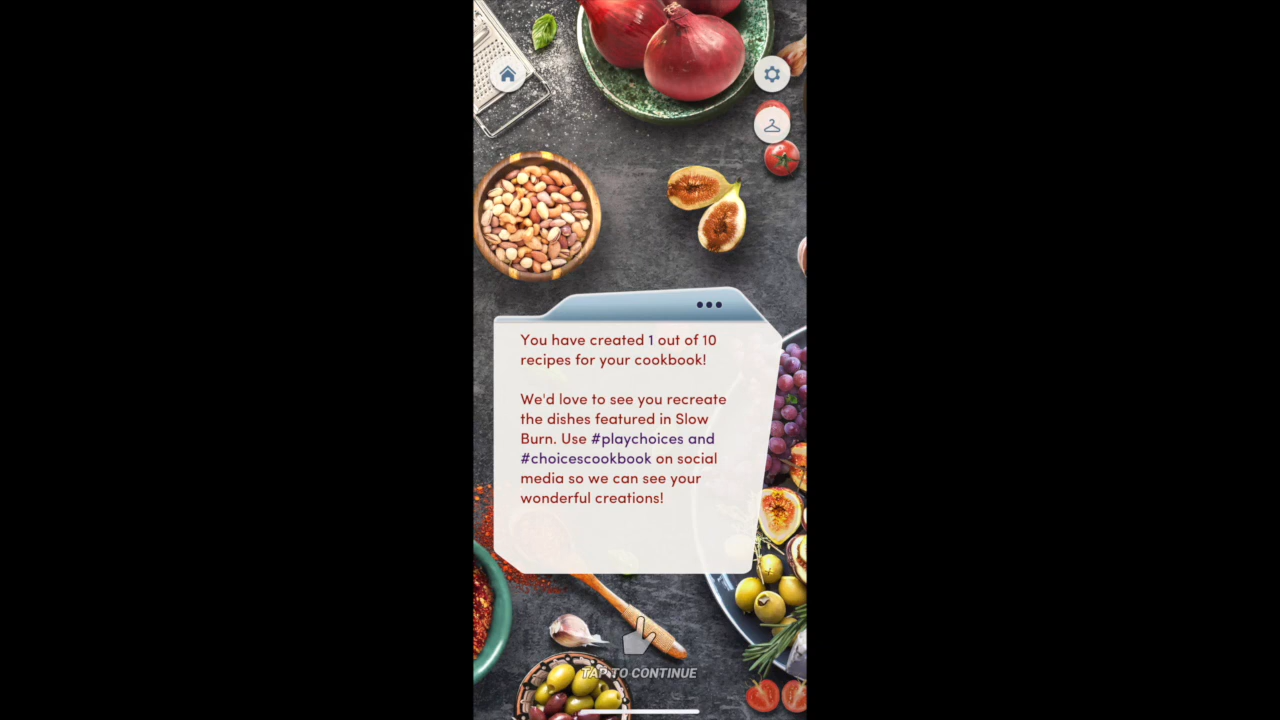 You have created 1 out of 10
recipes for your cookbook!
We'd love to see you recreate
the dishes featured in Slow
Burn. Use #playchoices and
#choicescookbook on social
media so we can see your
wonderful creations!
TAP TO CONTINUE